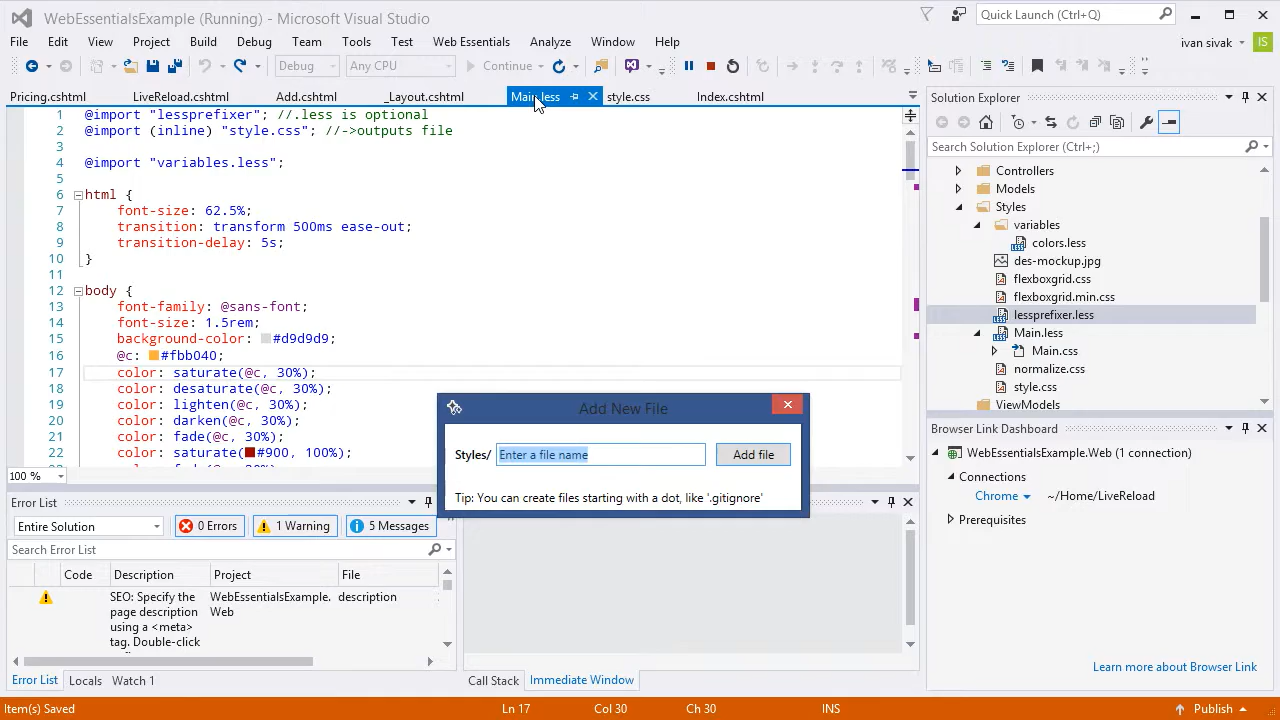 WebEssentialsExample (Running) - Microsoft Visual Studio
Quick Launch (Ctrl+Q)
File Edit View Project Build Debug Team Tools Test Web Essentials Analyze Window Help
ivan sivak IS
Debug Any CPU Continue
Pricing.cshtml LiveReload.cshtml Add.cshtml _Layout.cshtml Main.less style.css Index.cshtml
1 @import "lessprefixer"; //.less is optional
2 @import (inline) "style.css"; //->outputs file
3
4 @import "variables.less";
5
6 html {
7 font-size: 62.5%;
8 transition: transform 500ms ease-out;
9 transition-delay: 5s;
10 }
11
12 body {
13 font-family: @sans-font;
14 font-size: 1.5rem;
15 background-color: #d9d9d9;
16 @c: #fbb040;
17 color: saturate(@c, 30%);
18 color: desaturate(@c, 30%);
19 color: lighten(@c, 30%);
20 color: darken(@c, 30%);
21 color: fade(@c, 30%);
22 color: saturate(#900, 100%);
100 %
Add New File
Styles/ Enter a file name Add file
Tip: You can create files starting with a dot, like '.gitignore'
Solution Explorer
Search Solution Explorer (Ctrl+;)
Controllers
Models
Styles
variables
colors.less
des-mockup.jpg
flexboxgrid.css
flexboxgrid.min.css
lessprefixer.less
Main.less
Main.css
normalize.css
style.css
ViewModels
Browser Link Dashboard
WebEssentialsExample.Web (1 connection)
Connections
Chrome ~/Home/LiveReload
Prerequisites
Learn more about Browser Link
Error List
Entire Solution 0 Errors 1 Warning 5 Messages
Search Error List
Code Description Project File
SEO: Specify the WebEssentialsExample. description
page description Web
using a <meta>
tag. Double-click
Error List Locals Watch 1
Call Stack Immediate Window
Item(s) Saved Ln 17 Col 30 Ch 30 INS Publish